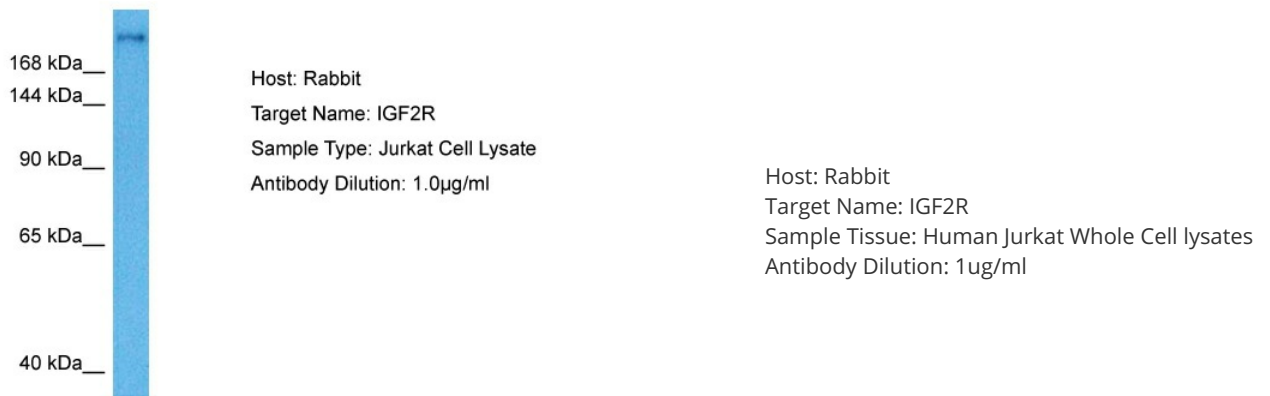 168 kDa__
144 kDa__
90 kDa__
65 kDa__
40 kDa__
Host: Rabbit
Target Name: IGF2R
Sample Type: Jurkat Cell Lysate
Antibody Dilution: 1.0µg/ml
Host: Rabbit
Target Name: IGF2R
Sample Tissue: Human Jurkat Whole Cell lysates
Antibody Dilution: 1ug/ml